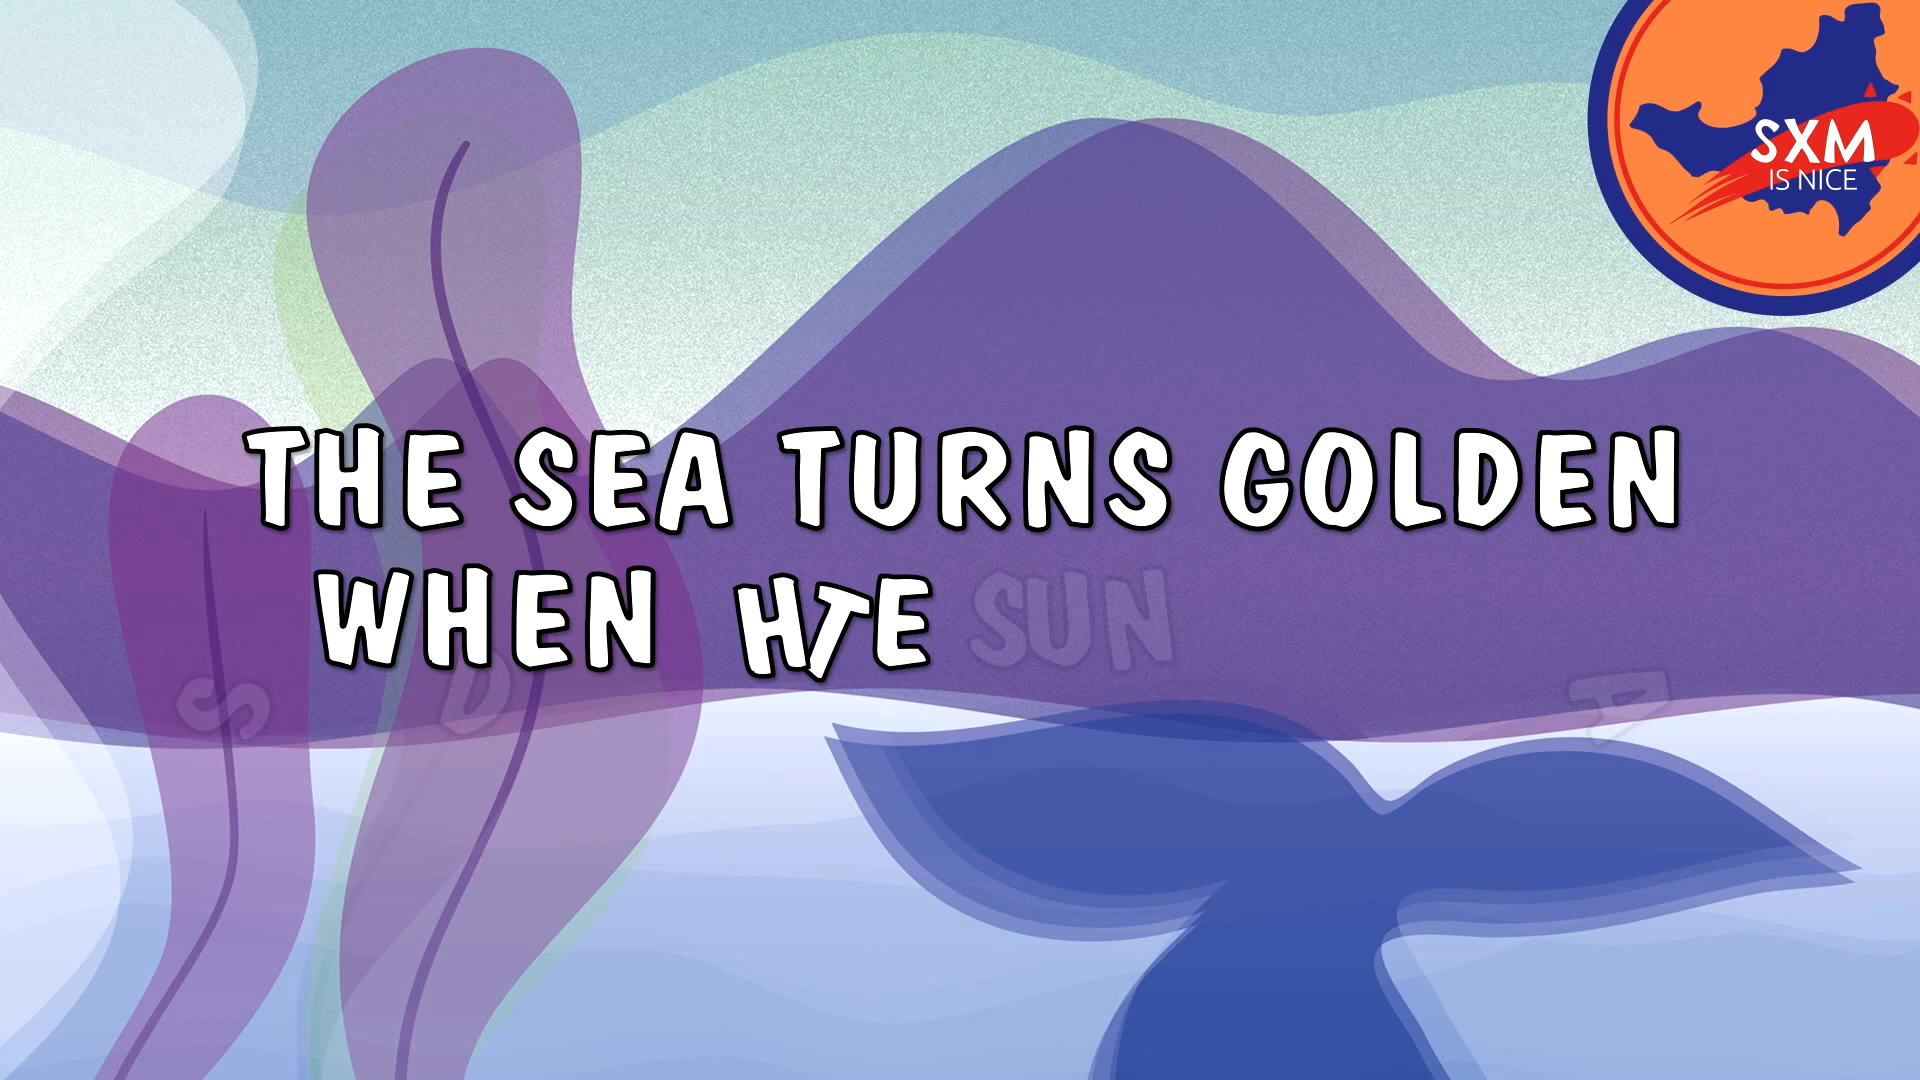 SXM
IS NICE
THE SEA TURNS GOLDEN
WHEN HTE SUN
S D A